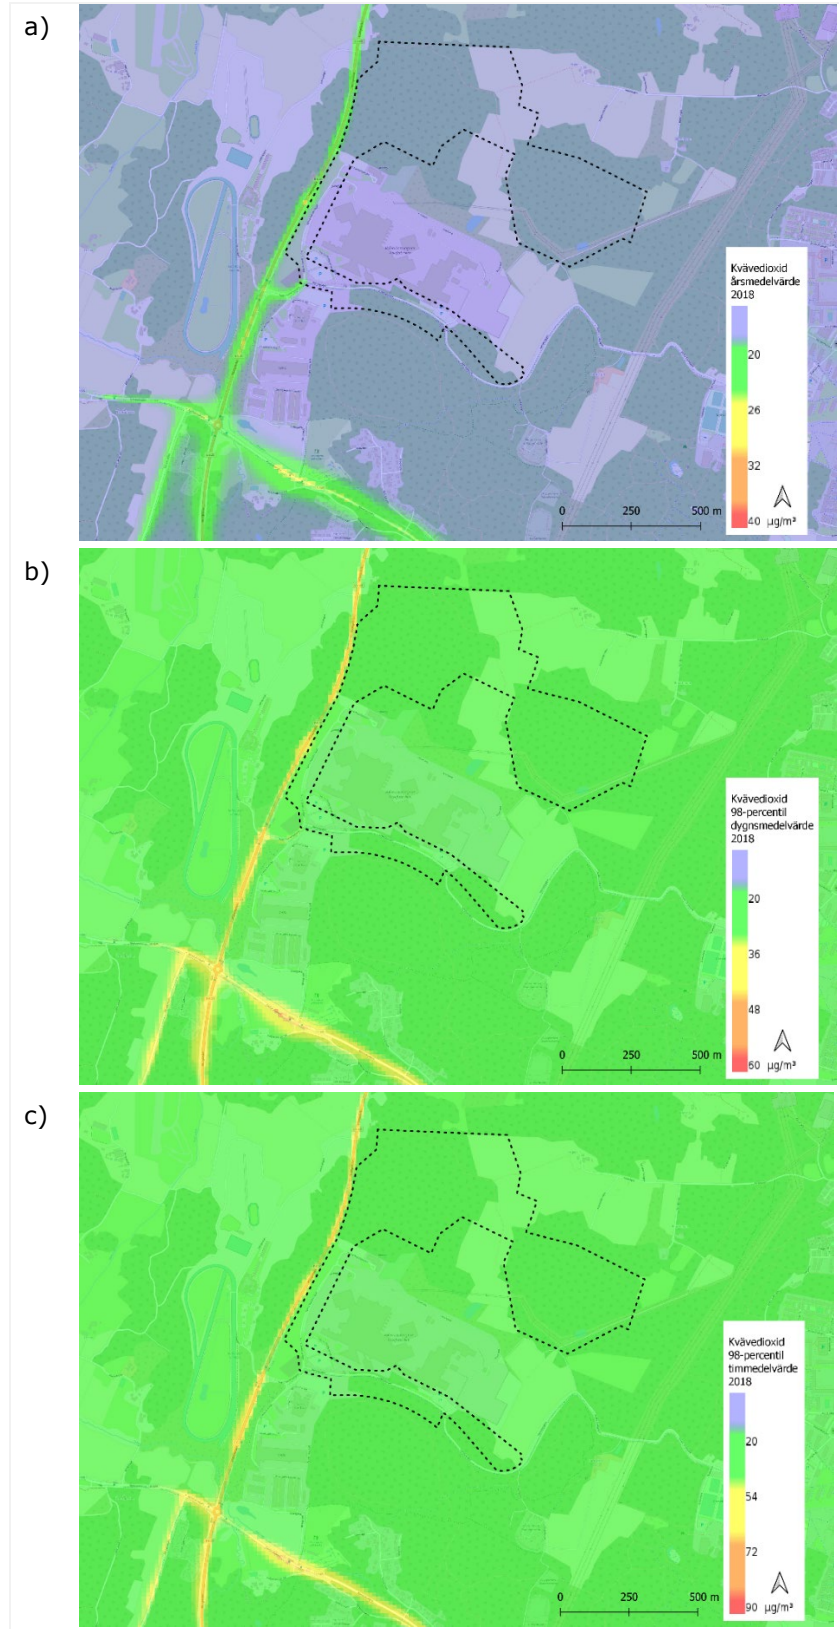 a)
Kvävedioxid
årsmedelvärde
2018
20
26
32
40 µg/m³
0 250 500 m
b)
Kvävedioxid
98-percentil
dygnsmedelvärde
2018
20
36
48
60 µg/m³
0 250 500 m
c)
Kvävedioxid
98-percentil
timmedelvärde
2018
20
54
72
90 µg/m³
0 250 500 m